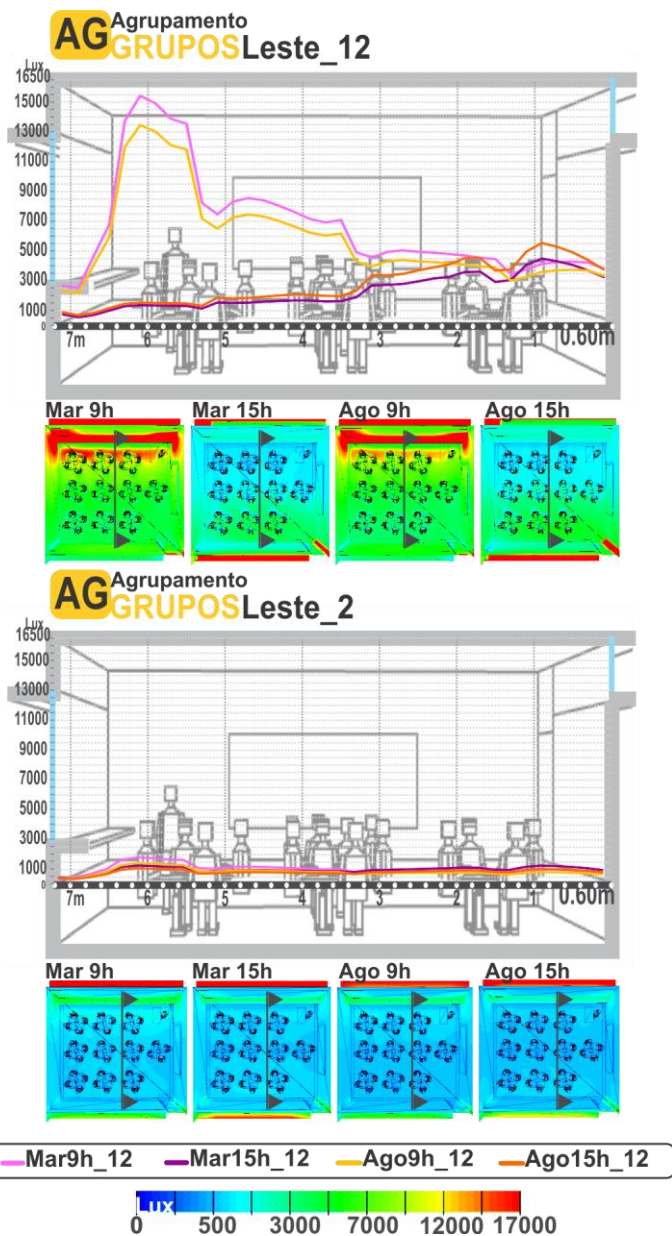 AG Agrupamento
GRUPOSLeste_12
Lux
16500
15000
13000
11000
9000
7000
5000
3000
1000
0
7m 6 5 4 3 2 1 0.60m
Mar 9h Mar 15h Ago 9h Ago 15h
AG Agrupamento
GRUPOSLeste_2
Lux
16500
13000
11000
9000
7000
5000
3000
1000
0
7m 6 5 4 3 2 1 0.60m
Mar 9h Mar 15h Ago 9h Ago 15h
Mar9h_12 Mar15h_12 Ago9h_12 Ago15h_12
Lux
0 500 3000 7000 12000 17000